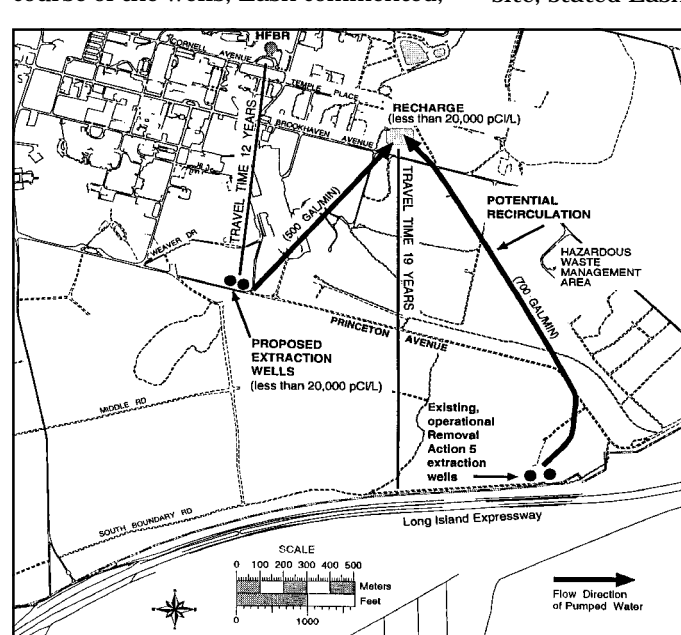 course of the wells, Lash commented,
site, stated Lash
HFBR
CORNELL AVENUE
TEMPLE PLACE
BROOKHAVEN AVENUE
RECHARGE
(less than 20,000 pCi/L)
TRAVEL TIME 12 YEARS
(500 GAL/MIN)
TRAVEL TIME 19 YEARS
POTENTIAL
RECIRCULATION
HAZARDOUS
WASTE
MANAGEMENT
AREA
(700 GAL/MIN)
WEAVER DR
PRINCETON AVENUE
PROPOSED
EXTRACTION
WELLS
(less than 20,000 pCi/L)
MIDDLE RD
Existing,
operational
Removal
Action 5
extraction
wells
SOUTH BOUNDARY RD
Long Island Expressway
SCALE
0 100 200 300 400 500
Meters
Feet
0 1000
Flow Direction
of Pumped Water